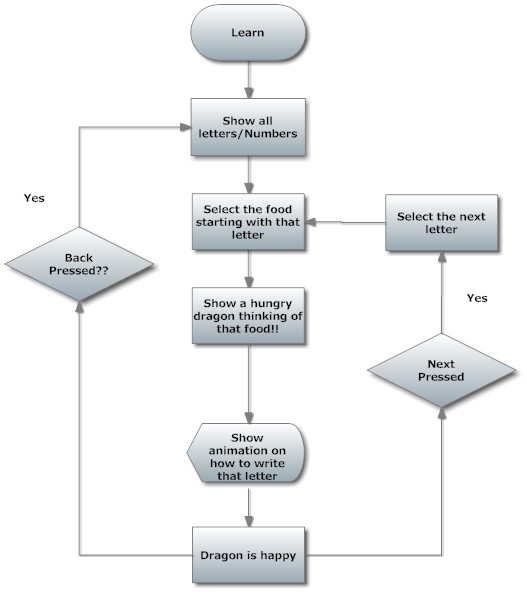 Learn
Show all
letters/Numbers
Yes
Select the food
starting with that
letter
Select the next
letter
Back
Pressed??
Show a hungry
dragon thinking of
that food!!
Yes
Next
Pressed
Show
animation on
how to write
that letter
Dragon is happy